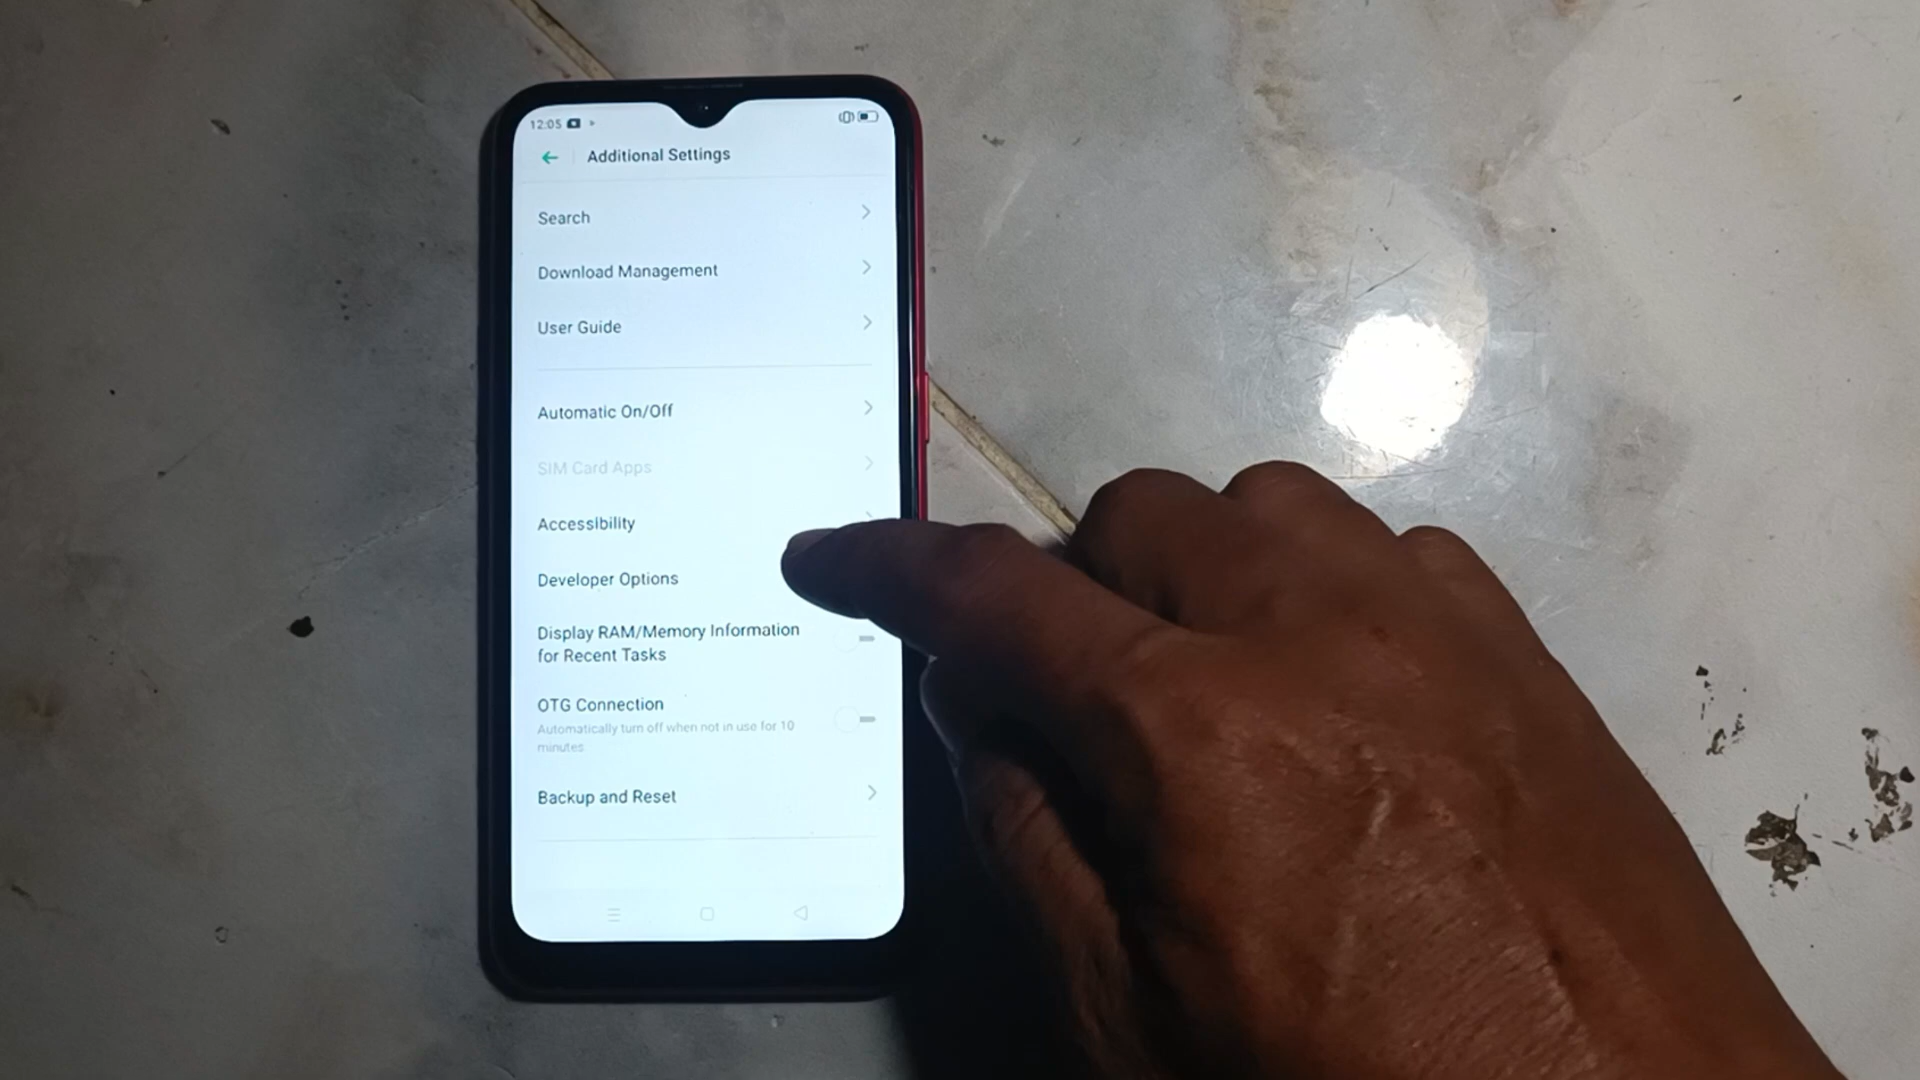 12:05
Additional Settings
Search
Download Management
User Guide
Automatic On/Off
SIM Card Apps
Accessibility
Developer Options
Display RAM/Memory Information
for Recent Tasks
OTG Connection
Automatically turn off when not in use for 10
minutes
Backup and Reset